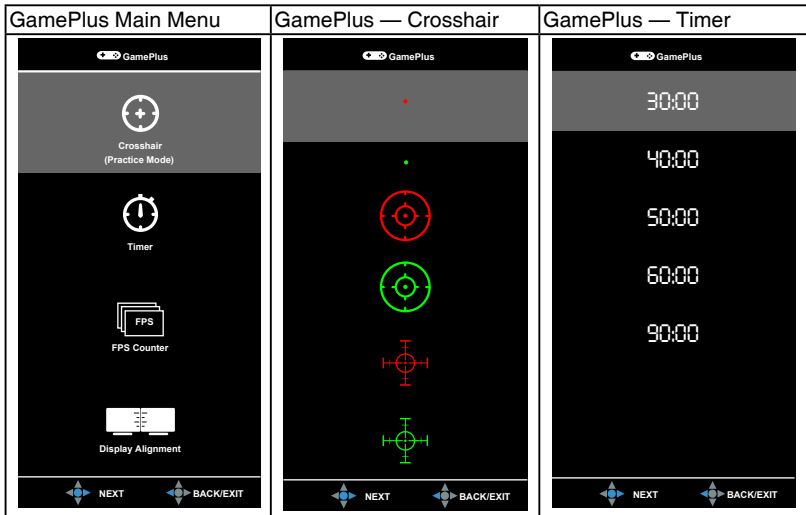 GamePlus Main Menu
GamePlus
Crosshair
(Practice Mode)
Timer
FPS
FPS Counter
Display Alignment
NEXT BACK/EXIT
GamePlus — Crosshair
GamePlus
NEXT BACK/EXIT
GamePlus — Timer
GamePlus
30:00
40:00
50:00
60:00
90:00
NEXT BACK/EXIT